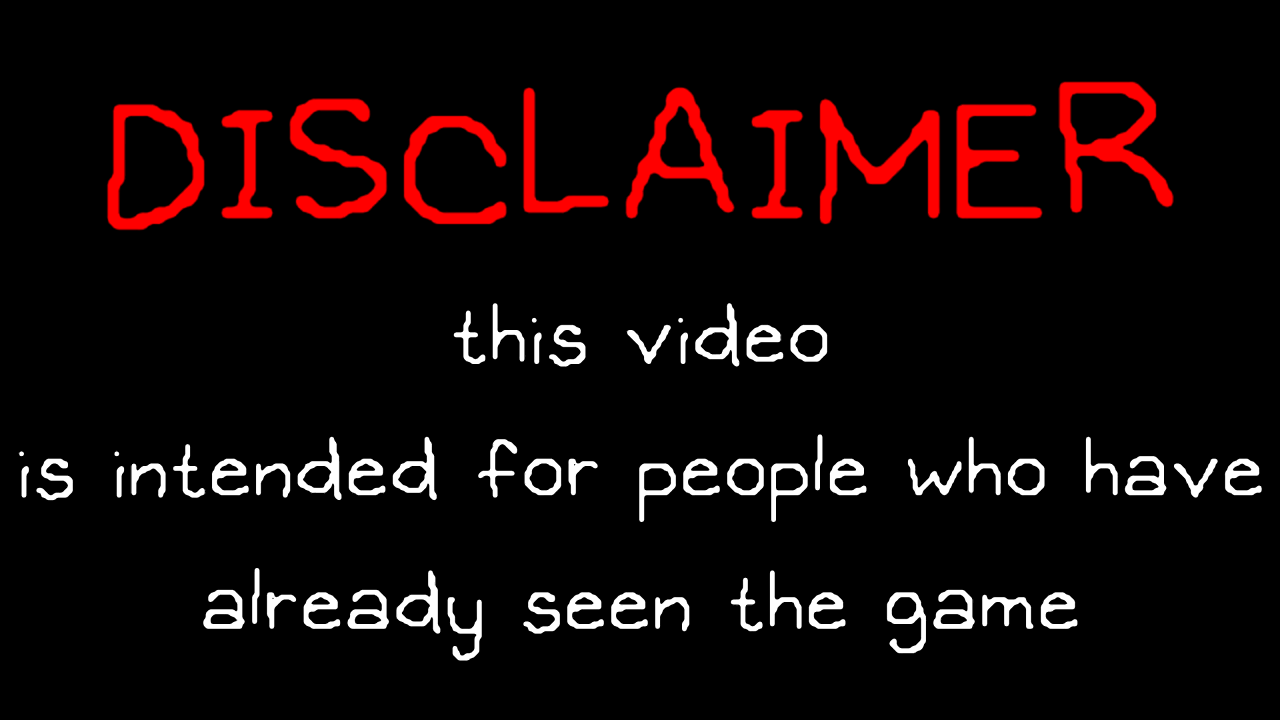 DISCLAIMER
this video
is intended for people who have
already seen the game